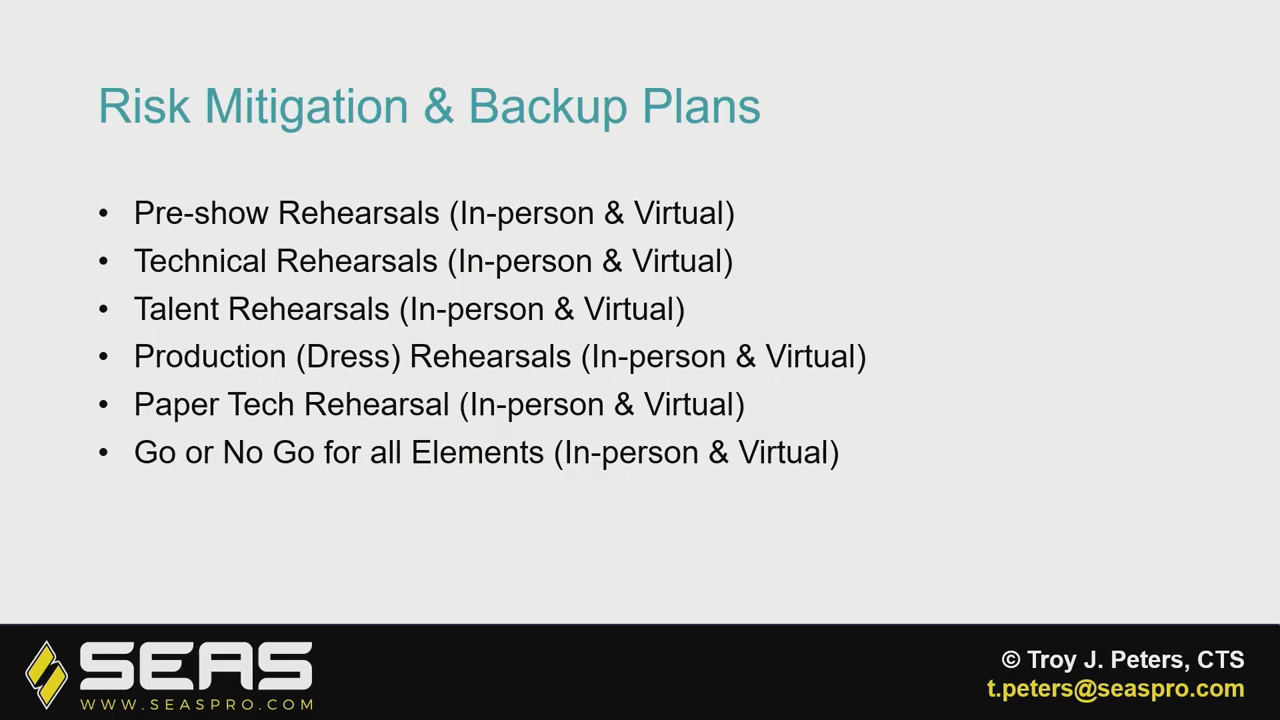 Risk Mitigation & Backup Plans
• Pre-show Rehearsals (In-person & Virtual)
• Technical Rehearsals (In-person & Virtual)
• Talent Rehearsals (In-person & Virtual)
• Production (Dress) Rehearsals (In-person & Virtual)
• Paper Tech Rehearsal (In-person & Virtual)
• Go or No Go for all Elements (In-person & Virtual)
SEAS
WWW.SEASPRO.COM
© Troy J. Peters, CTS
t.peters@seaspro.com